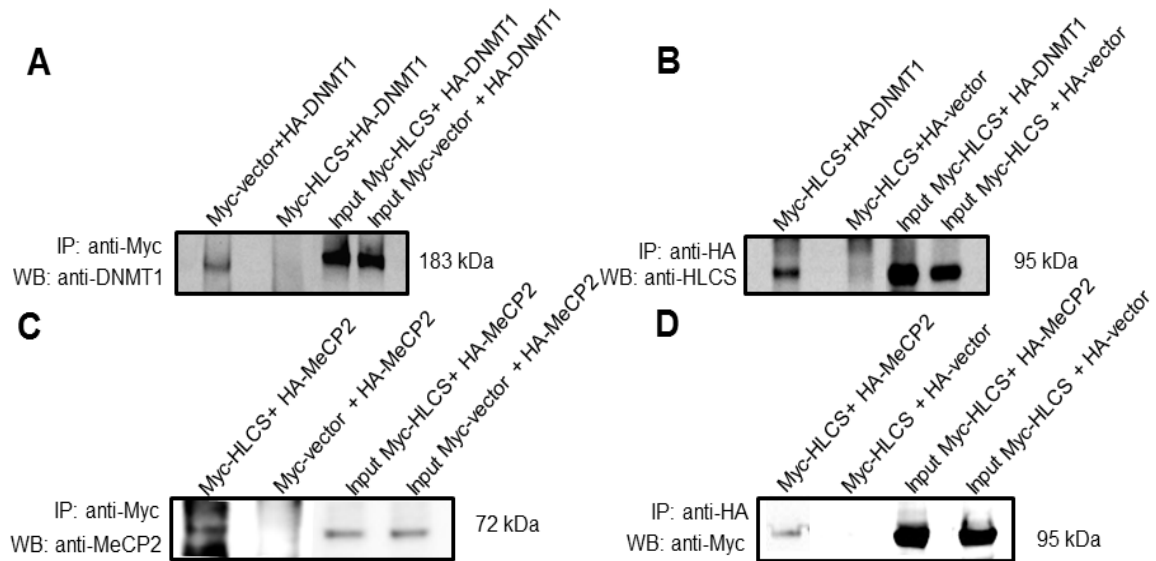 A
Myc-vector+HA-DNMT1
Myc-HLCS+HA-DNMT1
Input Myc-HLCS+ HA-DNMT1
Input Myc-vector + HA-DNMT1
IP: anti-Myc
WB: anti-DNMT1
183 kDa
B
Myc-HLCS+HA-DNMT1
Myc-HLCS+HA-vector
Input Myc-HLCS+ HA-DNMT1
Input Myc-HLCS + HA-vector
IP: anti-HA
WB: anti-HLCS
95 kDa
C
Myc-HLCS+ HA-MeCP2
Myc-vector + HA-MeCP2
Input Myc-HLCS+ HA-MeCP2
Input Myc-vector + HA-MeCP2
IP: anti-Myc
WB: anti-MeCP2
72 kDa
D
Myc-HLCS+ HA-MeCP2
Myc-HLCS + HA-vector
Input Myc-HLCS+ HA-MeCP2
Input Myc-HLCS + HA-vector
IP: anti-HA
WB: anti-Myc
95 kDa